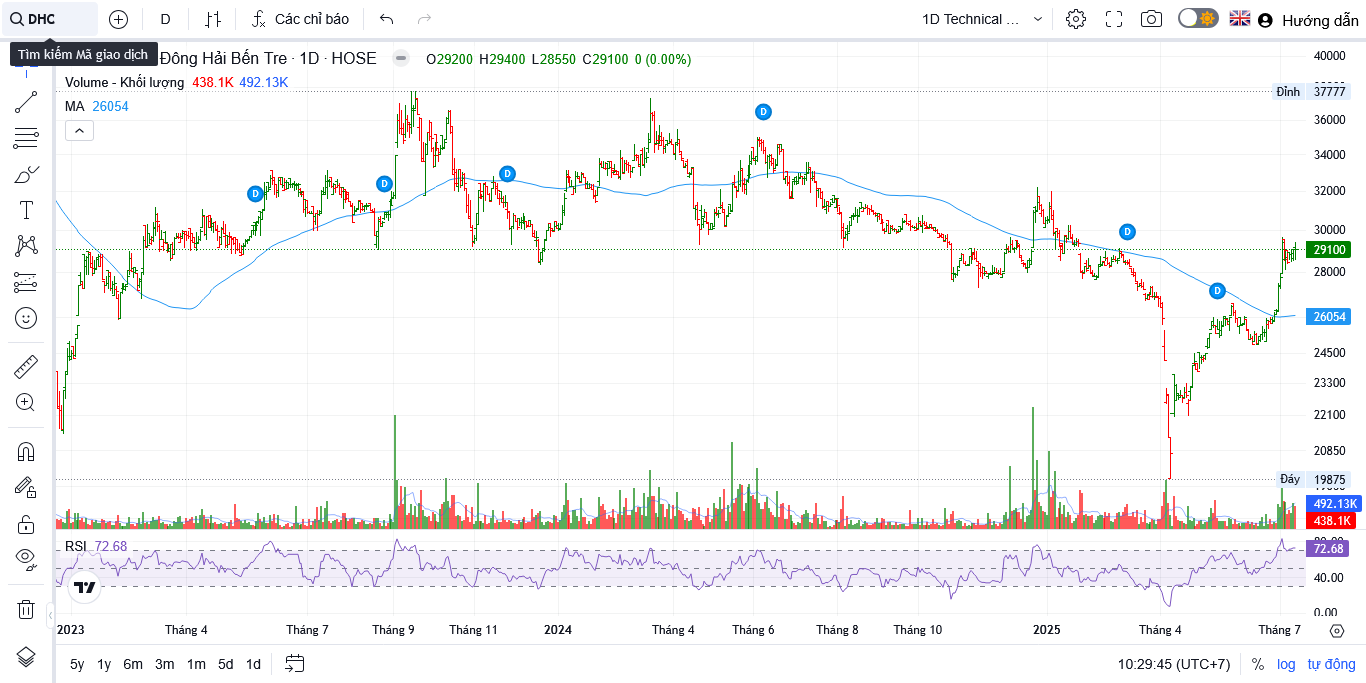 DHC D Các chỉ báo 1D Technical ... Hướng dẫn
Tìm kiếm Mã giao dịch
Đông Hải Bến Tre · 1D · HOSE O29200 H29400 L28550 C29100 0 (0.00%)
Volume - Khối lượng 438.1K 492.13K
MA 26054
40000
Đỉnh 37777
36000
34000
32000
30000
29100
28000
26054
24500
23300
22100
20850
Đáy 19875
492.13K
438.1K
D
D
D
D
D
D
RSI 72.68
80.00
72.68
40.00
0.00
2023 Tháng 4 Tháng 7 Tháng 9 Tháng 11 2024 Tháng 4 Tháng 6 Tháng 8 Tháng 10 2025 Tháng 4 Tháng 7
5y 1y 6m 3m 1m 5d 1d 10:29:45 (UTC+7) % log tự động